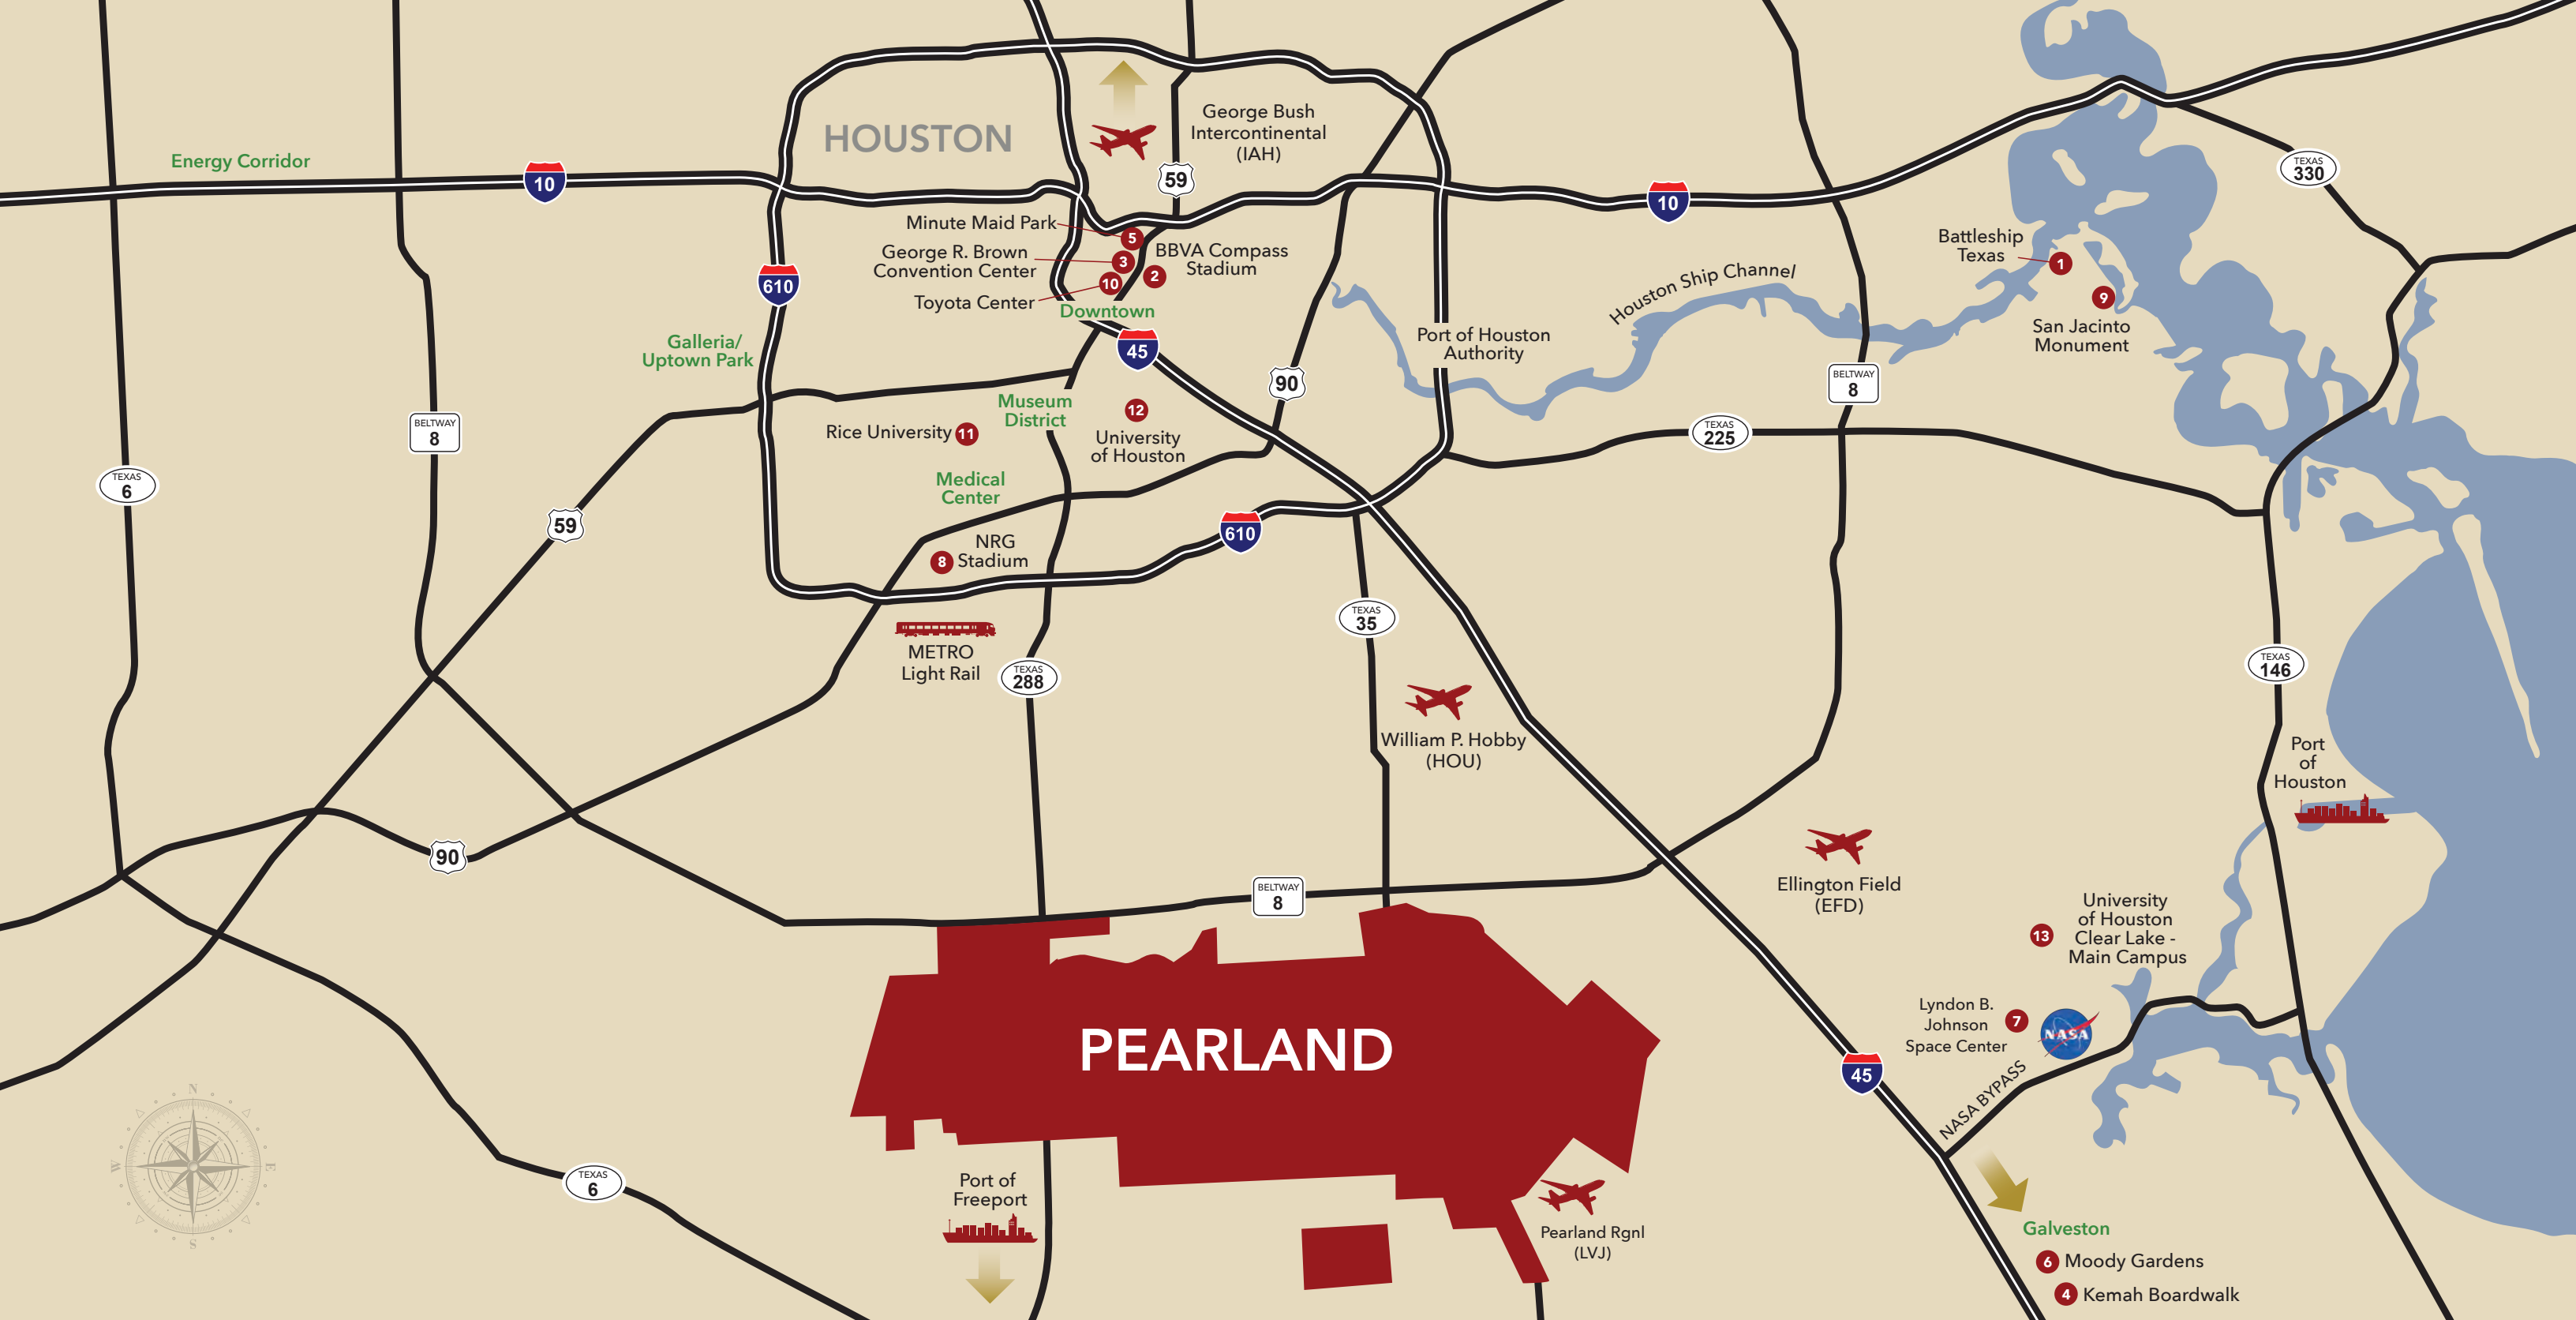 HOUSTON
George Bush
Intercontinental
(IAH)
Energy Corridor
10
59
10
TEXAS
330
Minute Maid Park
5
George R. Brown
Convention Center
3
BBVA Compass
Stadium
2
10
Toyota Center
Downtown
610
Battleship
Texas
1
9
San Jacinto
Monument
Houston Ship Channel
Port of Houston
Authority
Galleria/
Uptown Park
45
90
BELTWAY
8
BELTWAY
8
Museum
District
12
University
of Houston
Rice University
11
TEXAS
225
Medical
Center
TEXAS
6
59
610
NRG
Stadium
8
METRO
Light Rail
TEXAS
288
TEXAS
35
TEXAS
146
William P. Hobby
(HOU)
Port
of
Houston
90
BELTWAY
8
Ellington Field
(EFD)
13
University
of Houston
Clear Lake -
Main Campus
Lyndon B.
Johnson
Space Center
7
NASA
PEARLAND
45
NASA BYPASS
N
W
E
S
TEXAS
6
Port of
Freeport
Pearland Rgnl
(LVJ)
Galveston
6
Moody Gardens
4
Kemah Boardwalk